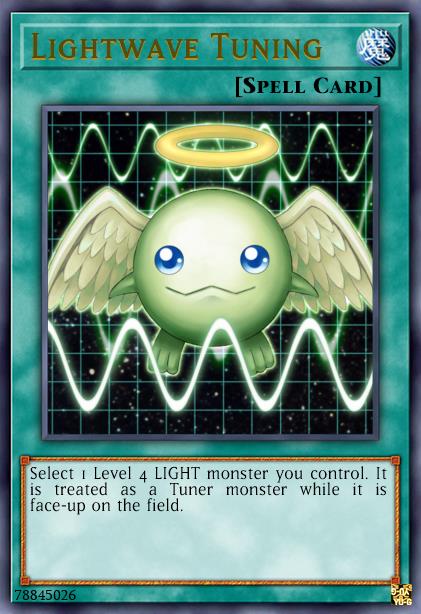 Lightwave Tuning
魔
[Spell Card]
Select 1 Level 4 LIGHT monster you control. It
is treated as a Tuner monster while it is
face-up on the field.
78845026